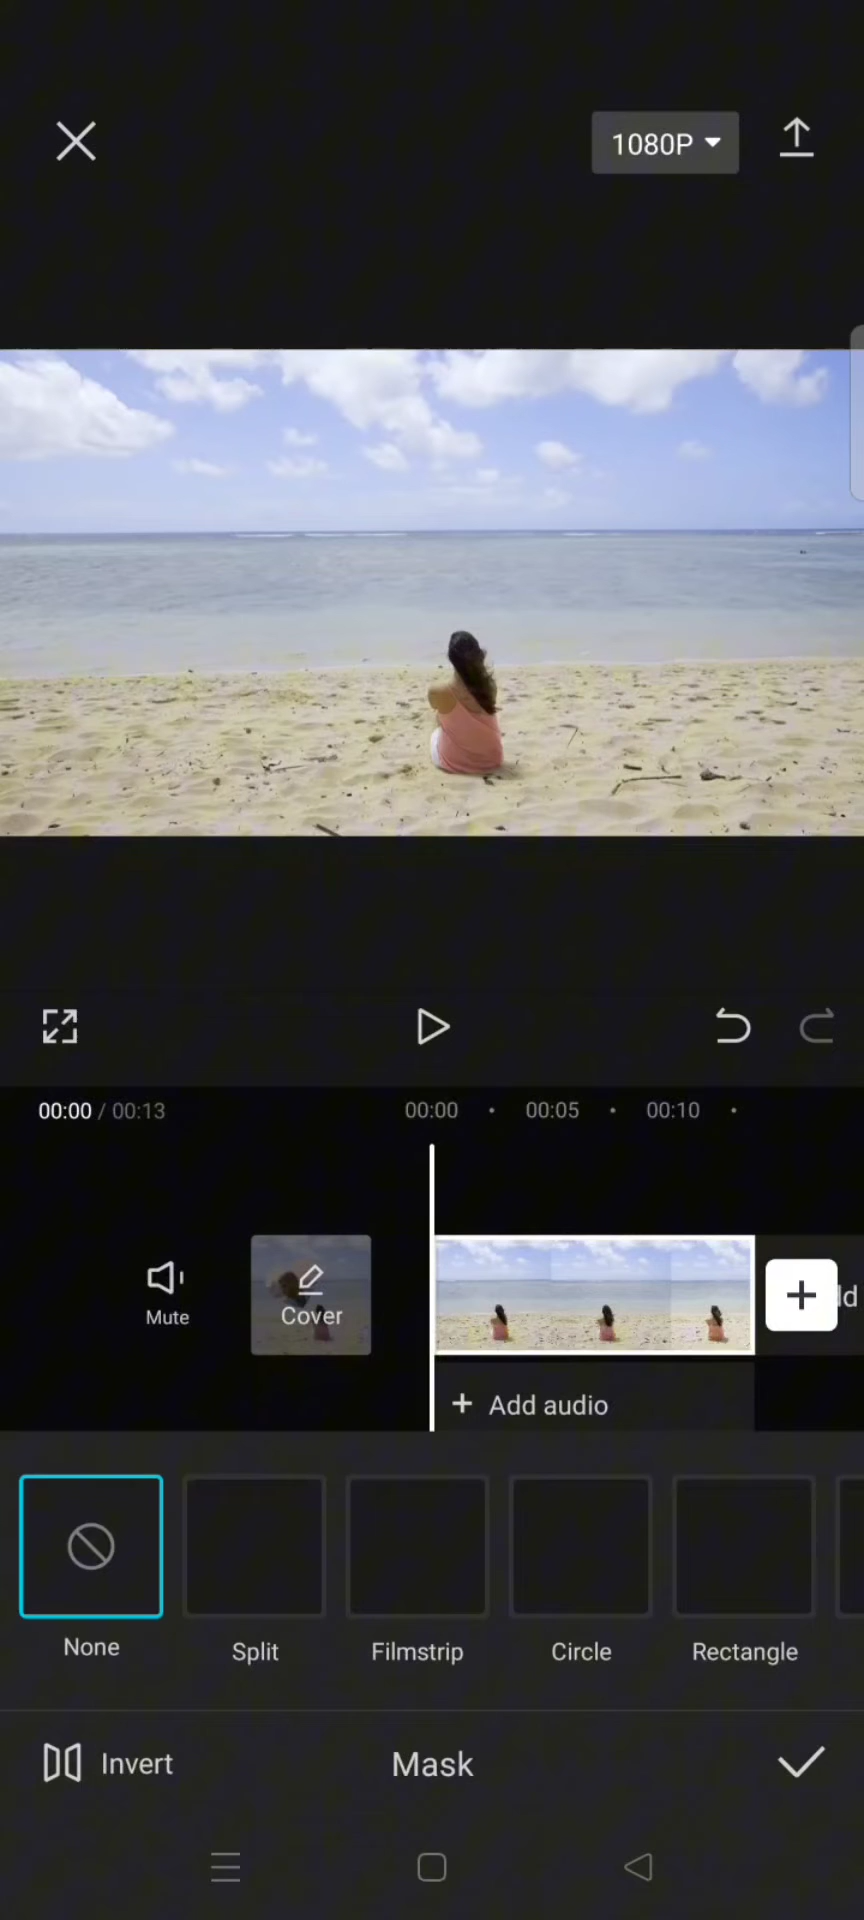 1080P
00:00 / 00:13
00:00 00:05 00:10
Mute
Cover
+ Add audio
None
Split
Filmstrip
Circle
Rectangle
Invert
Mask